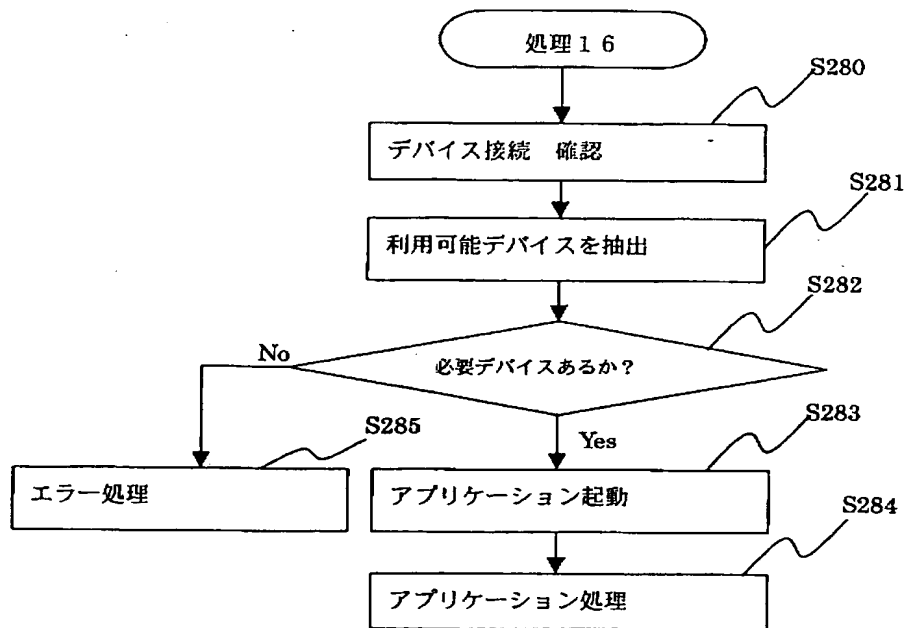 処理１６
S280
デバイス接続　確認
S281
利用可能デバイスを抽出
S282
必要デバイスあるか？
No
Yes
S285
エラー処理
S283
アプリケーション起動
S284
アプリケーション処理